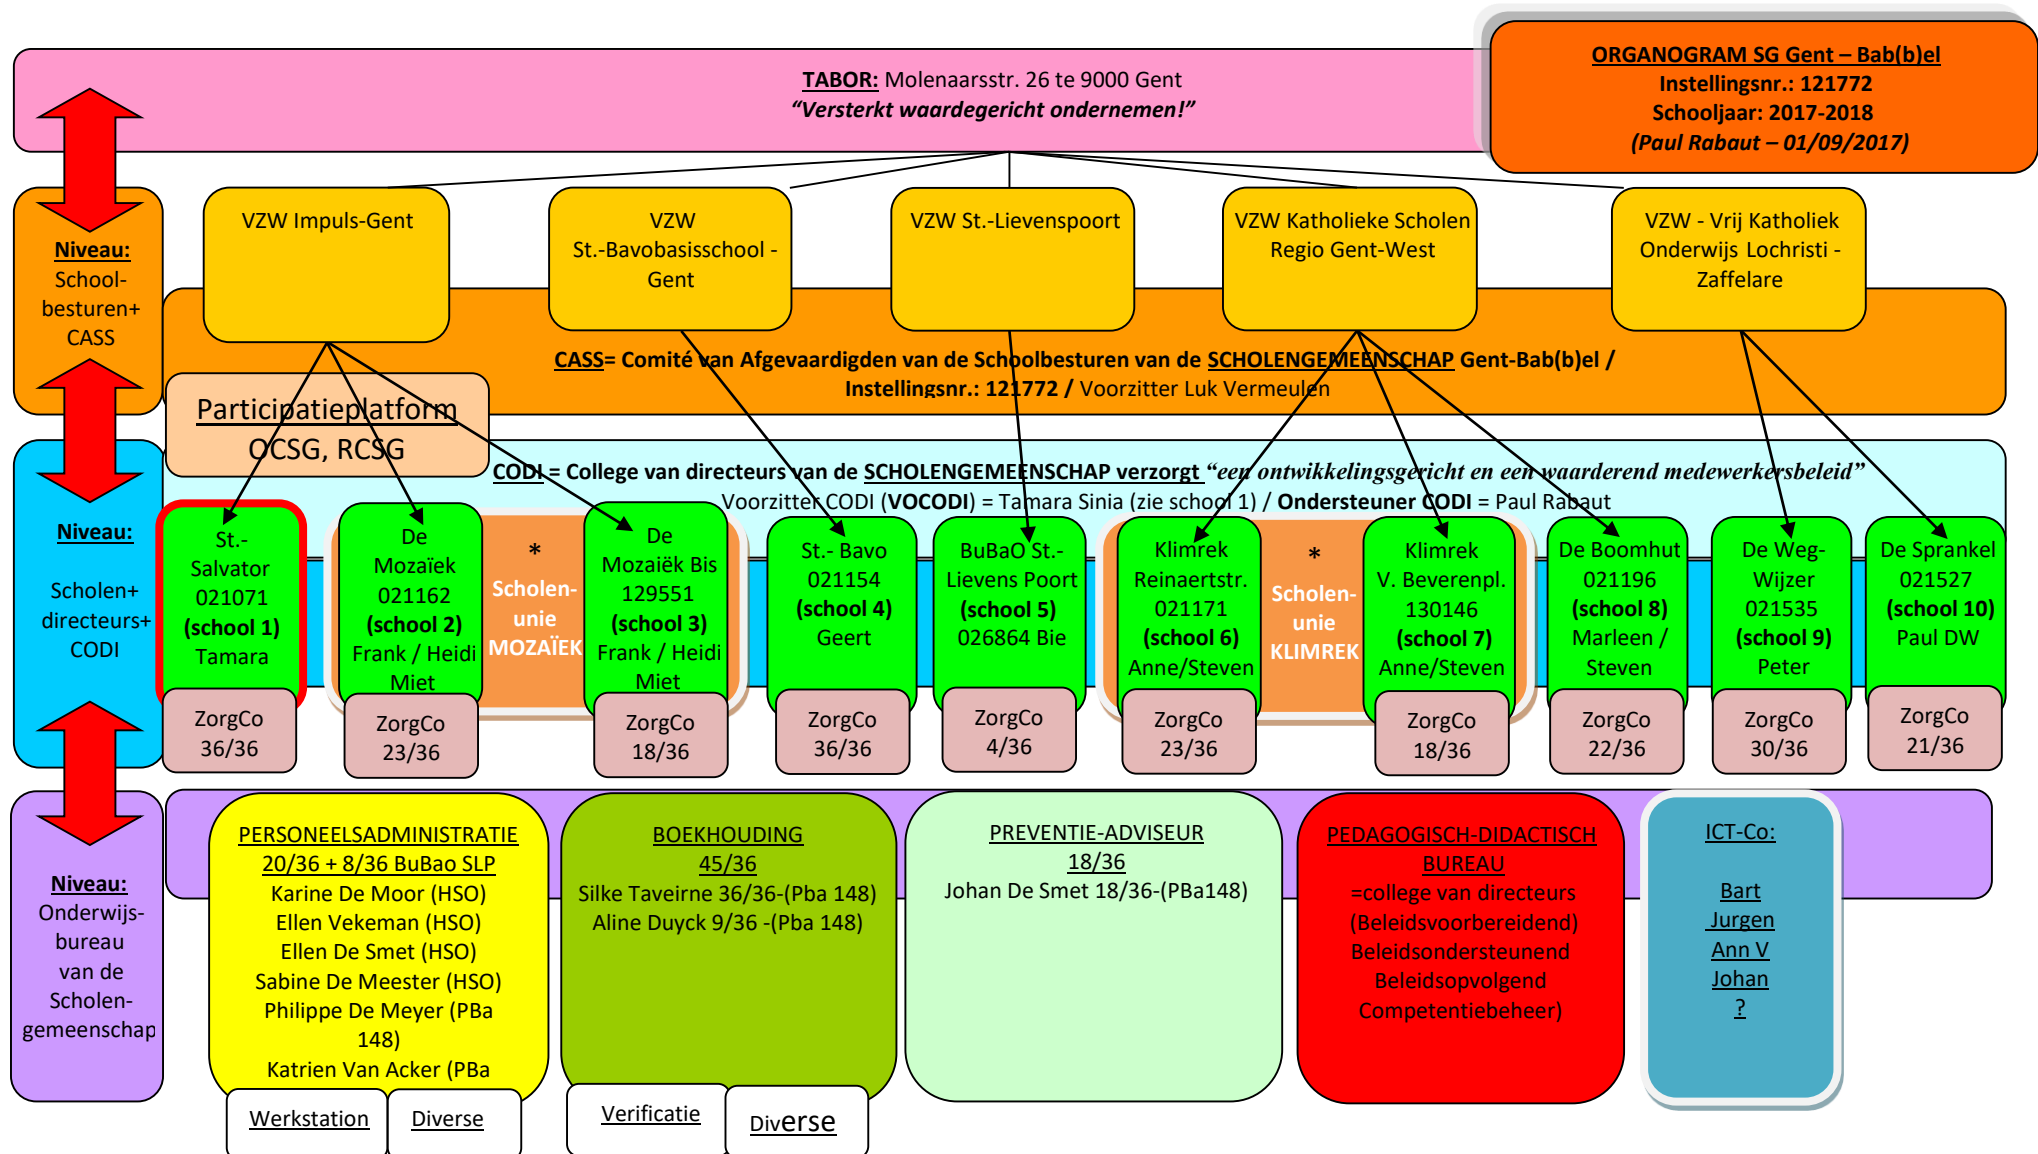 TABOR: Molenaarsstr. 26 te 9000 Gent
“Versterkt waardegericht ondernemen!”
ORGANOGRAM SG Gent – Bab(b)el
Instellingsnr.: 121772
Schooljaar: 2017-2018
(Paul Rabaut – 01/09/2017)
Niveau:
School-
besturen+
CASS
VZW Impuls-Gent
VZW
St.-Bavobasisschool -
Gent
VZW St.-Lievenspoort
VZW Katholieke Scholen
Regio Gent-West
VZW - Vrij Katholiek
Onderwijs Lochristi -
Zaffelare
CASS= Comité van Afgevaardigden van de Schoolbesturen van de SCHOLENGEMEENSCHAP Gent-Bab(b)el /
Instellingsnr.: 121772 / Voorzitter Luk Vermeulen
Participatieplatform
OCSG, RCSG
CODI = College van directeurs van de SCHOLENGEMEENSCHAP verzorgt “een ontwikkelingsgericht en een waarderend medewerkersbeleid”
Voorzitter CODI (VOCODI) = Tamara Sinia (zie school 1) / Ondersteuner CODI = Paul Rabaut
Niveau:
Scholen+
directeurs+
CODI
St.-
Salvator
021071
(school 1)
Tamara
De
Mozaïek
021162
(school 2)
Frank / Heidi
Miet
*
Scholen-
unie
MOZAÏEK
De
Mozaiëk Bis
129551
(school 3)
Frank / Heidi
Miet
St.- Bavo
021154
(school 4)
Geert
BuBaO St.-
Lievens Poort
(school 5)
026864 Bie
Klimrek
Reinaertstr.
021171
(school 6)
Anne/Steven
*
Scholen-
unie
KLIMREK
Klimrek
V. Beverenpl.
130146
(school 7)
Anne/Steven
De Boomhut
021196
(school 8)
Marleen /
Steven
De Weg-
Wijzer
021535
(school 9)
Peter
De Sprankel
021527
(school 10)
Paul DW
ZorgCo
36/36
ZorgCo
23/36
ZorgCo
18/36
ZorgCo
36/36
ZorgCo
4/36
ZorgCo
23/36
ZorgCo
18/36
ZorgCo
22/36
ZorgCo
30/36
ZorgCo
21/36
Niveau:
Onderwijs-
bureau
van de
Scholen-
gemeenschap
PERSONEELSADMINISTRATIE
20/36 + 8/36 BuBao SLP
Karine De Moor (HSO)
Ellen Vekeman (HSO)
Ellen De Smet (HSO)
Sabine De Meester (HSO)
Philippe De Meyer (PBa
148)
Katrien Van Acker (PBa
Werkstation
Diverse
BOEKHOUDING
45/36
Silke Taveirne 36/36-(Pba 148)
Aline Duyck 9/36 -(Pba 148)
Verificatie
Diverse
PREVENTIE-ADVISEUR
18/36
Johan De Smet 18/36-(PBa148)
PEDAGOGISCH-DIDACTISCH
BUREAU
=college van directeurs
(Beleidsvoorbereidend)
Beleidsondersteunend
Beleidsopvolgend
Competentiebeheer)
ICT-Co:
Bart
Jurgen
Ann V
Johan
?